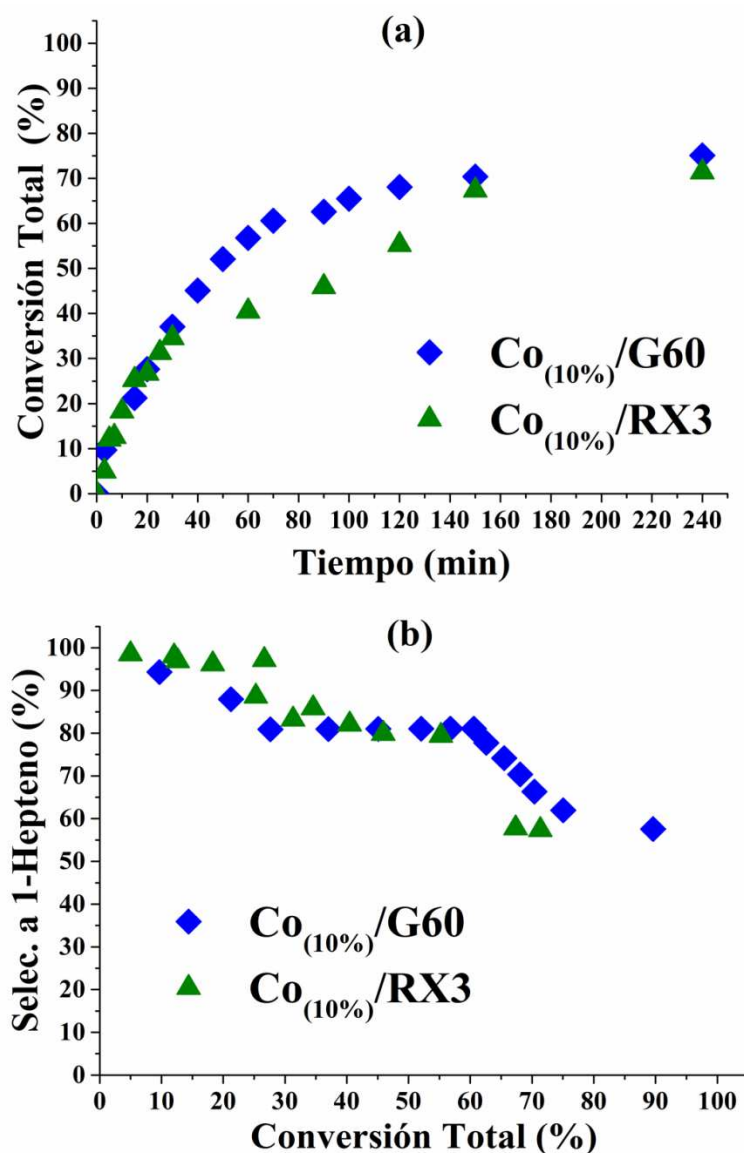 (a)
Conversión Total (%)
100
90
80
70
60
50
40
30
20
10
0
Co(10%)/G60
Co(10%)/RX3
0 20 40 60 80 100 120 140 160 180 200 220 240
Tiempo (min)
(b)
Selec. a 1-Hepteno (%)
100
90
80
70
60
50
40
30
20
10
0
Co(10%)/G60
Co(10%)/RX3
0 10 20 30 40 50 60 70 80 90 100
Conversión Total (%)